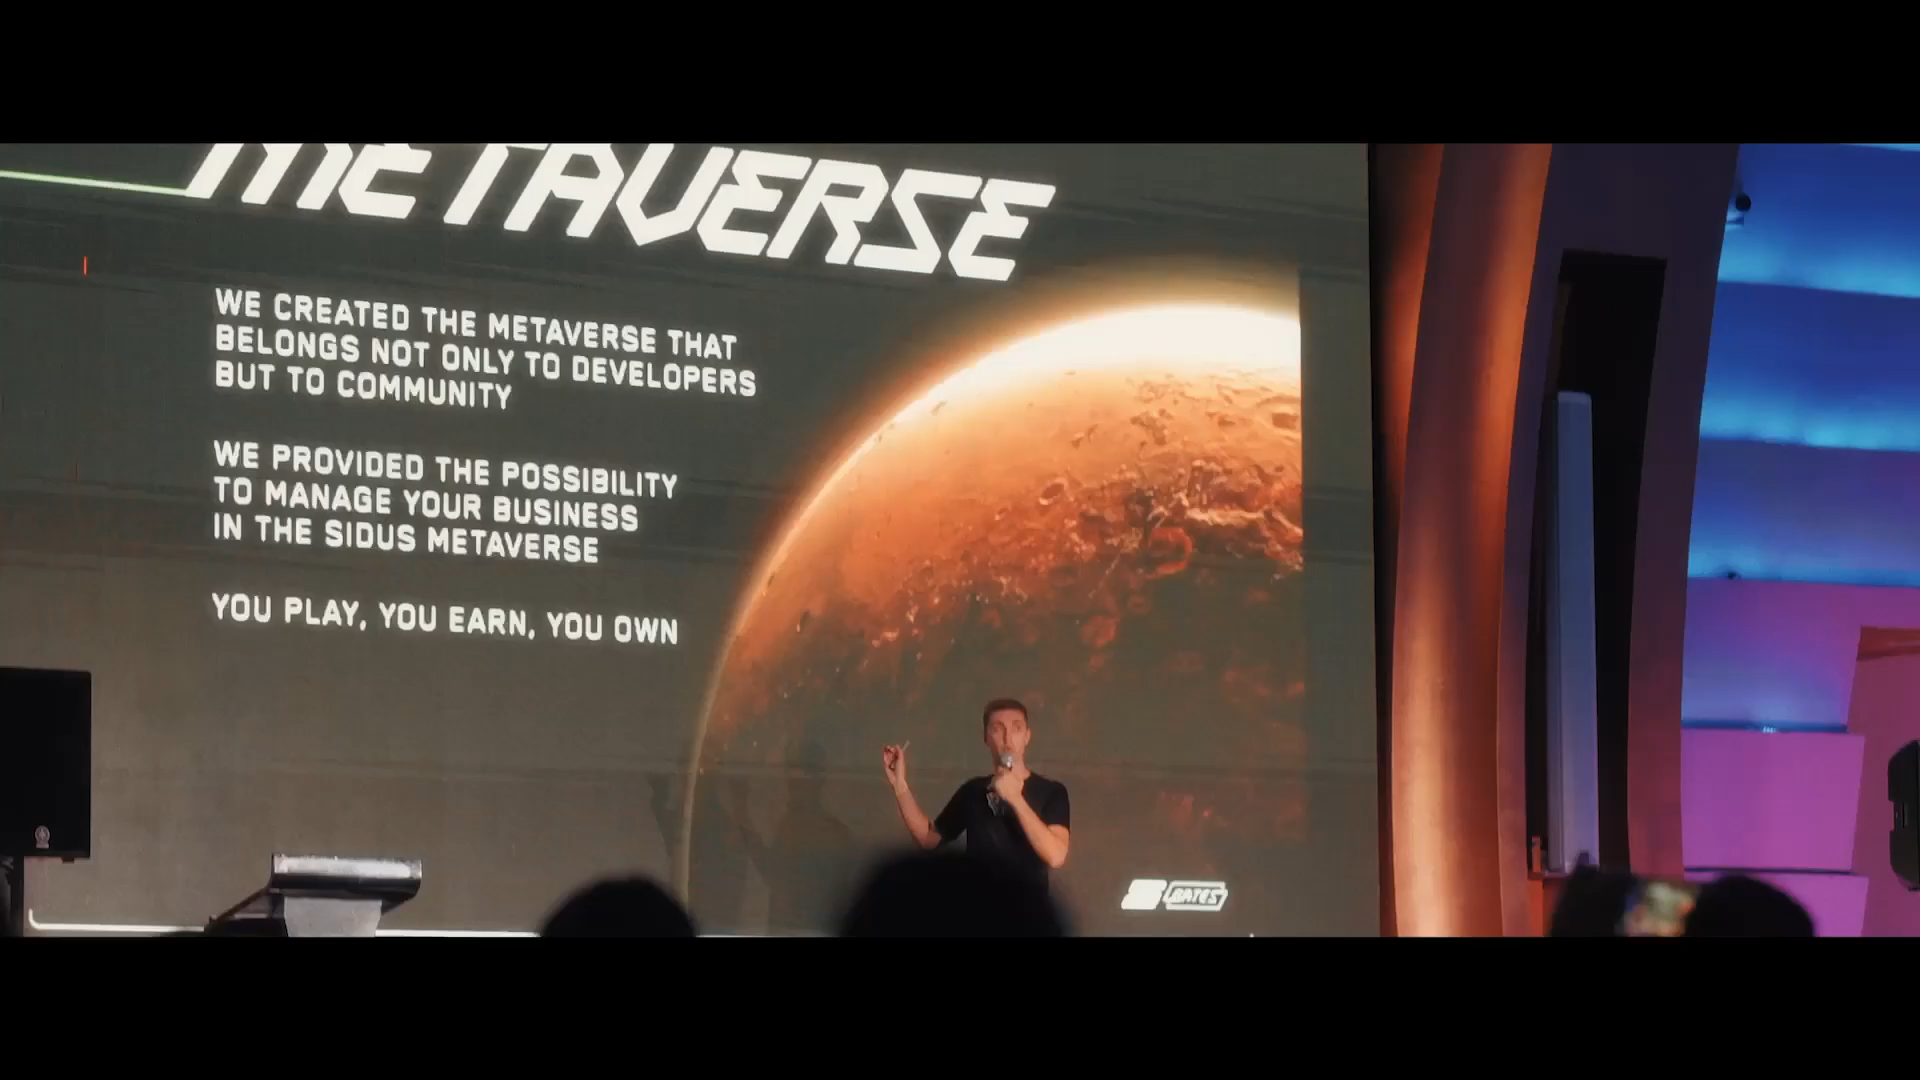 METAVERSE
WE CREATED THE METAVERSE THAT
BELONGS NOT ONLY TO DEVELOPERS
BUT TO COMMUNITY
WE PROVIDED THE POSSIBILITY
TO MANAGE YOUR BUSINESS
IN THE SIDUS METAVERSE
YOU PLAY, YOU EARN, YOU OWN
GATES